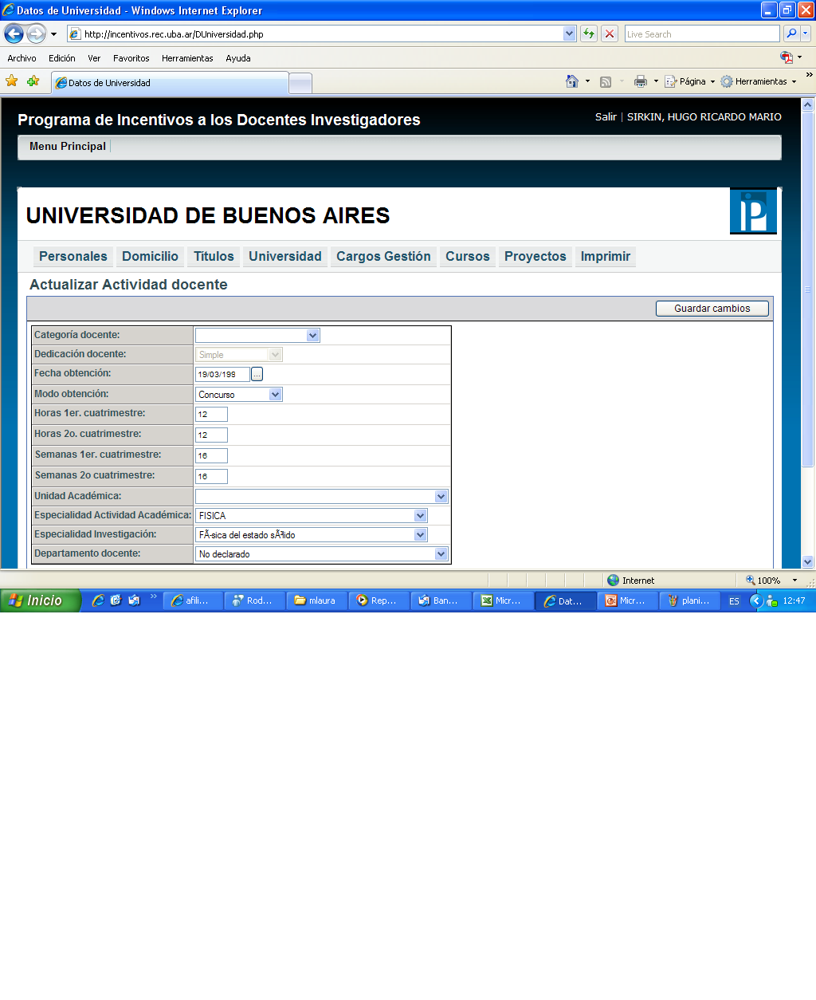 Datos de Universidad - Windows Internet Explorer
http://incentivos.rec.uba.ar/DUniversidad.php
Live Search
Archivo Edición Ver Favoritos Herramientas Ayuda
Datos de Universidad
Página Herramientas »
Programa de Incentivos a los Docentes Investigadores
Salir | SIRKIN, HUGO RICARDO MARIO
Menu Principal
UNIVERSIDAD DE BUENOS AIRES
iP
Personales Domicilio Titulos Universidad Cargos Gestión Cursos Proyectos Imprimir
Actualizar Actividad docente
Guardar cambios
Categoría docente:
Dedicación docente: Simple
Fecha obtención: 19/03/199 ...
Modo obtención: Concurso
Horas 1er. cuatrimestre: 12
Horas 2o. cuatrimestre: 12
Semanas 1er. cuatrimestre: 16
Semanas 2o cuatrimestre: 16
Unidad Académica:
Especialidad Actividad Académica: FISICA
Especialidad Investigación: FÃ-sica del estado sÃ³lido
Departamento docente: No declarado
Internet 100%
Inicio » afili... Rod... mlaura Rep... Ban... Micr... Dat... Micr... plani... ES 12:47